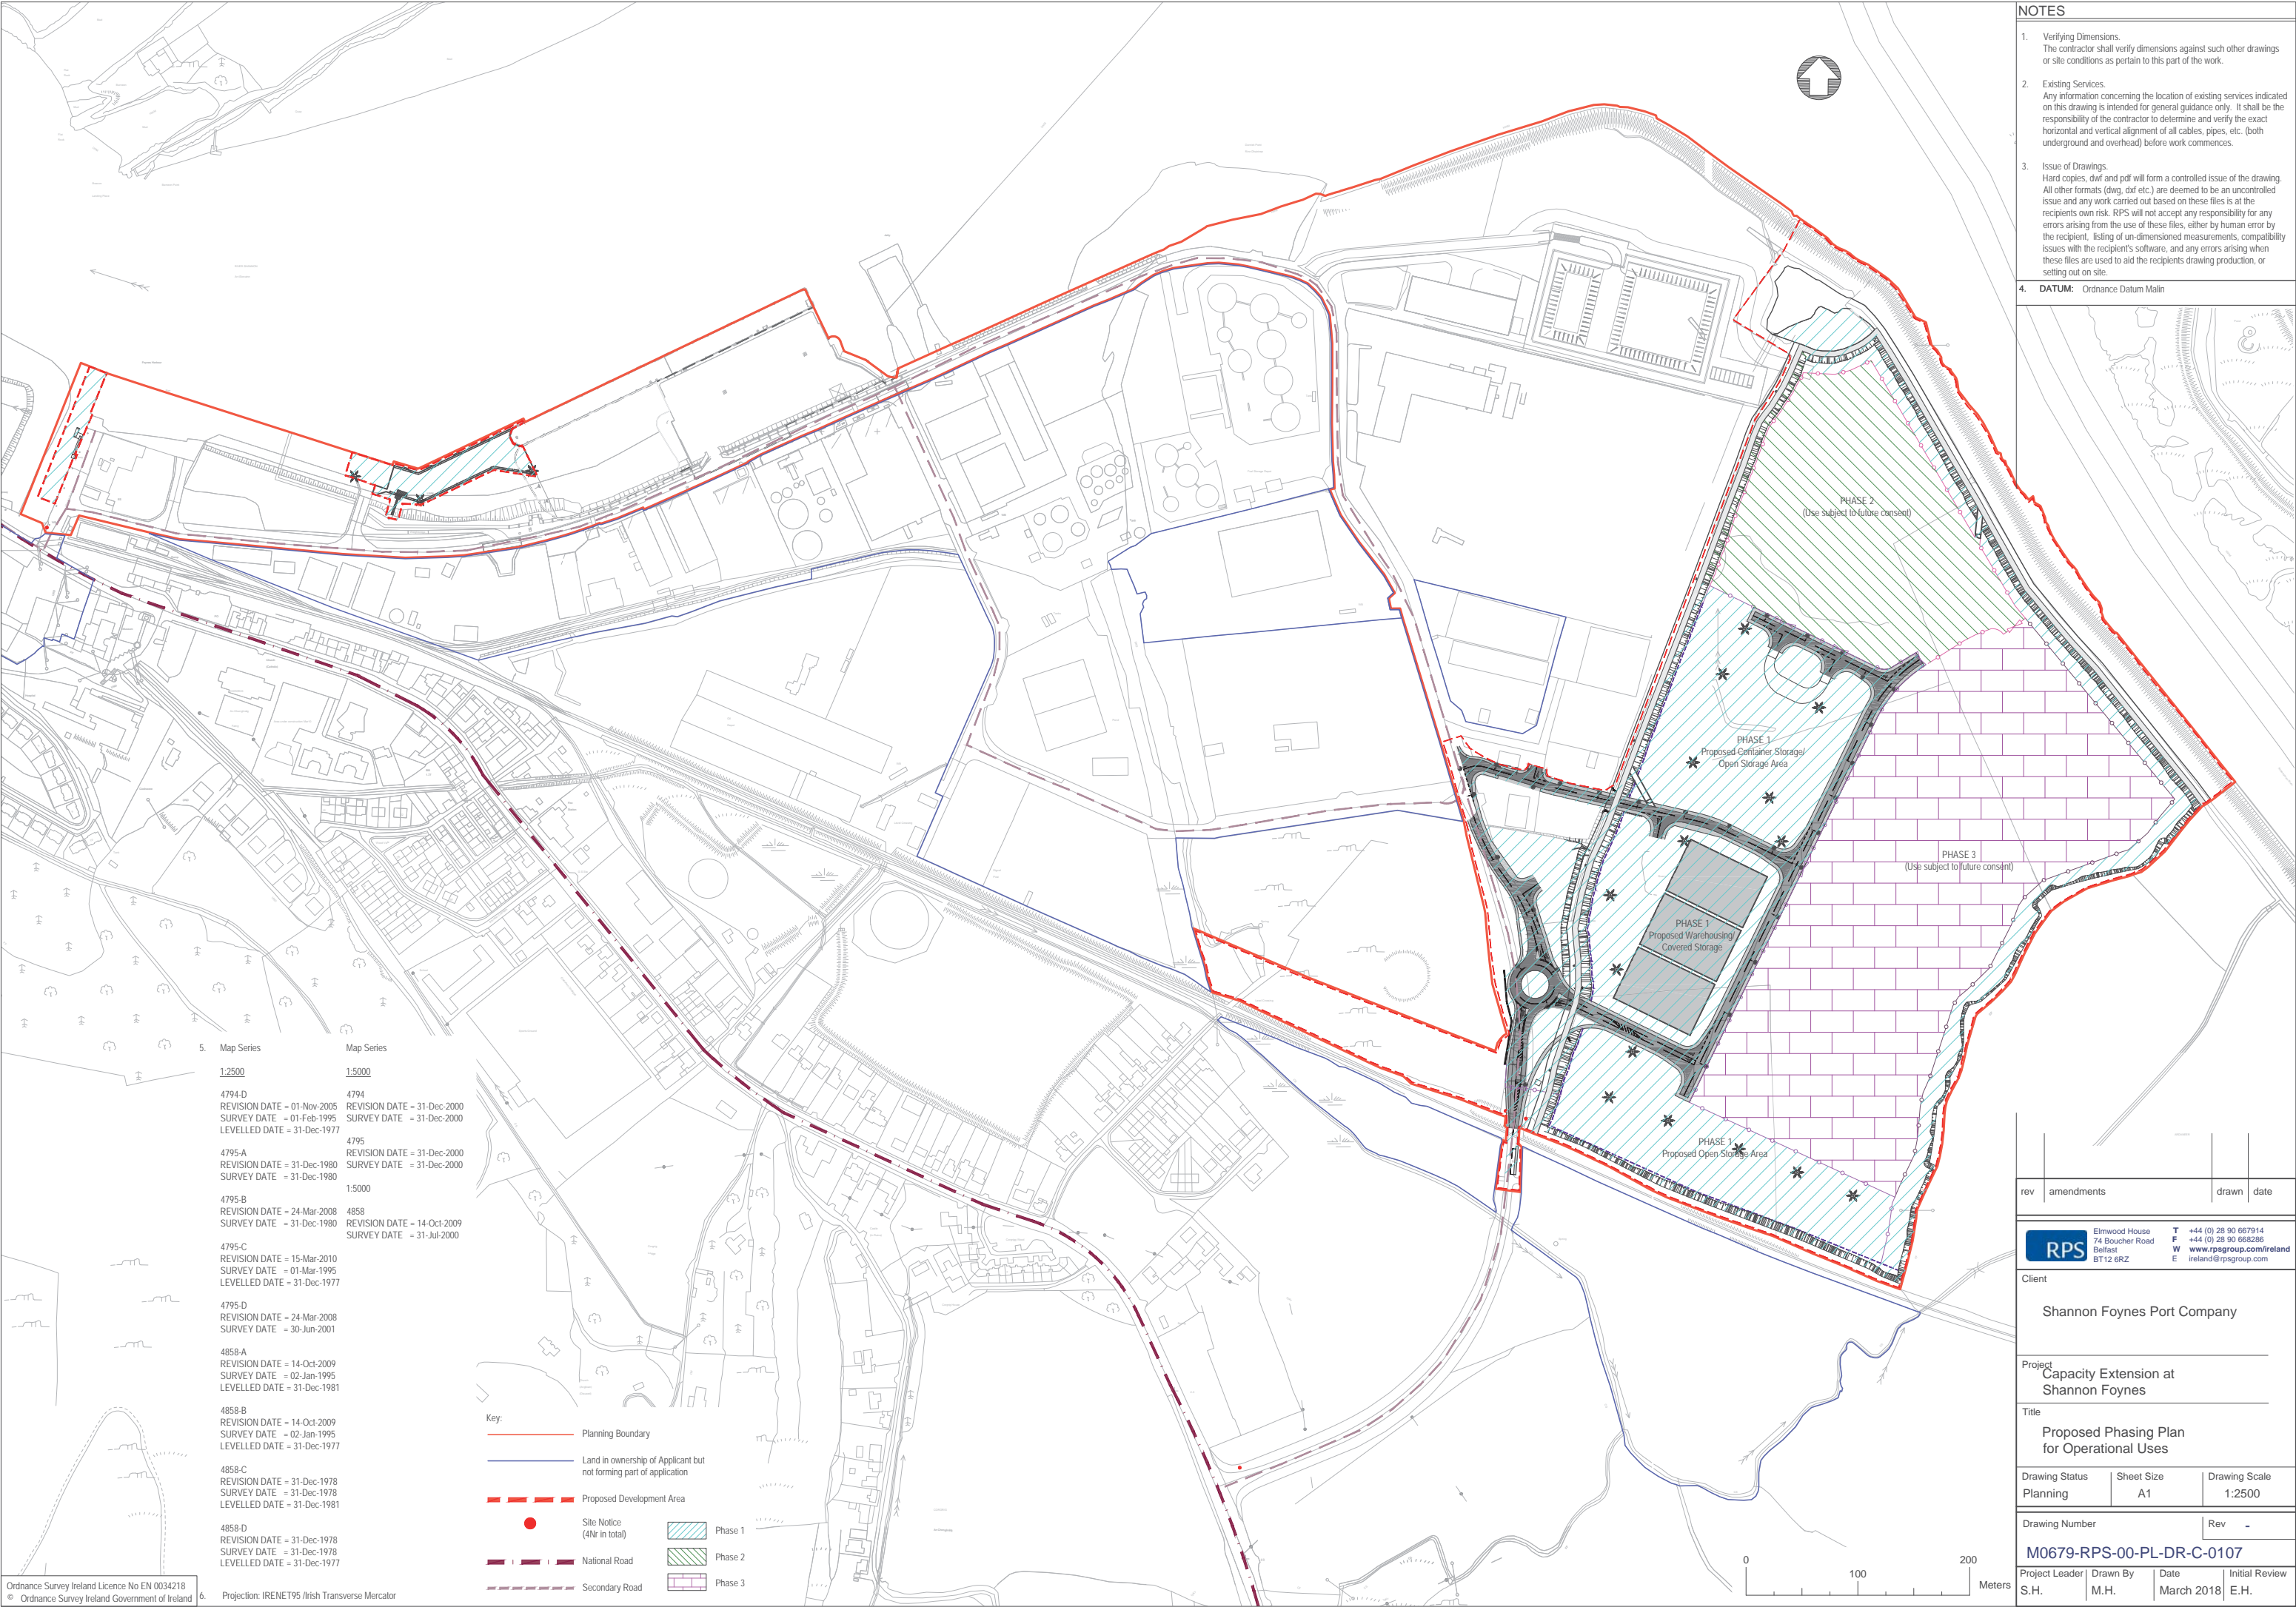 NOTES
1. Verifying Dimensions.
The contractor shall verify dimensions against such other drawings
or site conditions as pertain to this part of the work.
2. Existing Services.
Any information concerning the location of existing services indicated
on this drawing is intended for general guidance only. It shall be the
responsibility of the contractor to determine and verify the exact
horizontal and vertical alignment of all cables, pipes, etc. (both
underground and overhead) before work commences.
3. Issue of Drawings.
Hard copies, dwf and pdf will form a controlled issue of the drawing.
All other formats (dwg, dxf etc.) are deemed to be an uncontrolled
issue and any work carried out based on these files is at the
recipients own risk. RPS will not accept any responsibility for any
errors arising from the use of these files, either by human error by
the recipient, listing of un-dimensioned measurements, compatibility
issues with the recipient's software, and any errors arising when
these files are used to aid the recipients drawing production, or
setting out on site.
4. DATUM: Ordnance Datum Malin
PHASE 2
(Use subject to future consent)
PHASE 1
Proposed Container Storage/
Open Storage Area
PHASE 3
(Use subject to future consent)
PHASE 1
Proposed Warehousing/
Covered Storage
PHASE 1
Proposed Open Storage Area
5. Map Series
1:2500
4794-D
REVISION DATE = 01-Nov-2005
SURVEY DATE = 01-Feb-1995
LEVELLED DATE = 31-Dec-1977
4795-A
REVISION DATE = 31-Dec-1980
SURVEY DATE = 31-Dec-1980
4795-B
REVISION DATE = 24-Mar-2008
SURVEY DATE = 31-Dec-1980
4795-C
REVISION DATE = 15-Mar-2010
SURVEY DATE = 01-Mar-1995
LEVELLED DATE = 31-Dec-1977
4795-D
REVISION DATE = 24-Mar-2008
SURVEY DATE = 30-Jun-2001
4858-A
REVISION DATE = 14-Oct-2009
SURVEY DATE = 02-Jan-1995
LEVELLED DATE = 31-Dec-1981
4858-B
REVISION DATE = 14-Oct-2009
SURVEY DATE = 02-Jan-1995
LEVELLED DATE = 31-Dec-1977
4858-C
REVISION DATE = 31-Dec-1978
SURVEY DATE = 31-Dec-1978
LEVELLED DATE = 31-Dec-1981
4858-D
REVISION DATE = 31-Dec-1978
SURVEY DATE = 31-Dec-1978
LEVELLED DATE = 31-Dec-1977
Map Series
1:5000
4794
REVISION DATE = 31-Dec-2000
SURVEY DATE = 31-Dec-2000
4795
REVISION DATE = 31-Dec-2000
SURVEY DATE = 31-Dec-2000
1:5000
4858
REVISION DATE = 14-Oct-2009
SURVEY DATE = 31-Jul-2000
6. Projection: IRENET95 /Irish Transverse Mercator
Ordnance Survey Ireland Licence No EN 0034218
© Ordnance Survey Ireland Government of Ireland
Key:
Planning Boundary
Land in ownership of Applicant but
not forming part of application
Proposed Development Area
Site Notice
(4Nr in total)
National Road
Secondary Road
Phase 1
Phase 2
Phase 3
0 100 200
Meters
rev amendments drawn date
RPS
Elmwood House
74 Boucher Road
Belfast
BT12 6RZ
T +44 (0) 28 90 667914
F +44 (0) 28 90 668286
W www.rpsgroup.com/ireland
E ireland@rpsgroup.com
Client
Shannon Foynes Port Company
Project
Capacity Extension at
Shannon Foynes
Title
Proposed Phasing Plan
for Operational Uses
Drawing Status Sheet Size Drawing Scale
Planning A1 1:2500
Drawing Number Rev -
M0679-RPS-00-PL-DR-C-0107
Project Leader Drawn By Date Initial Review
S.H. M.H. March 2018 E.H.